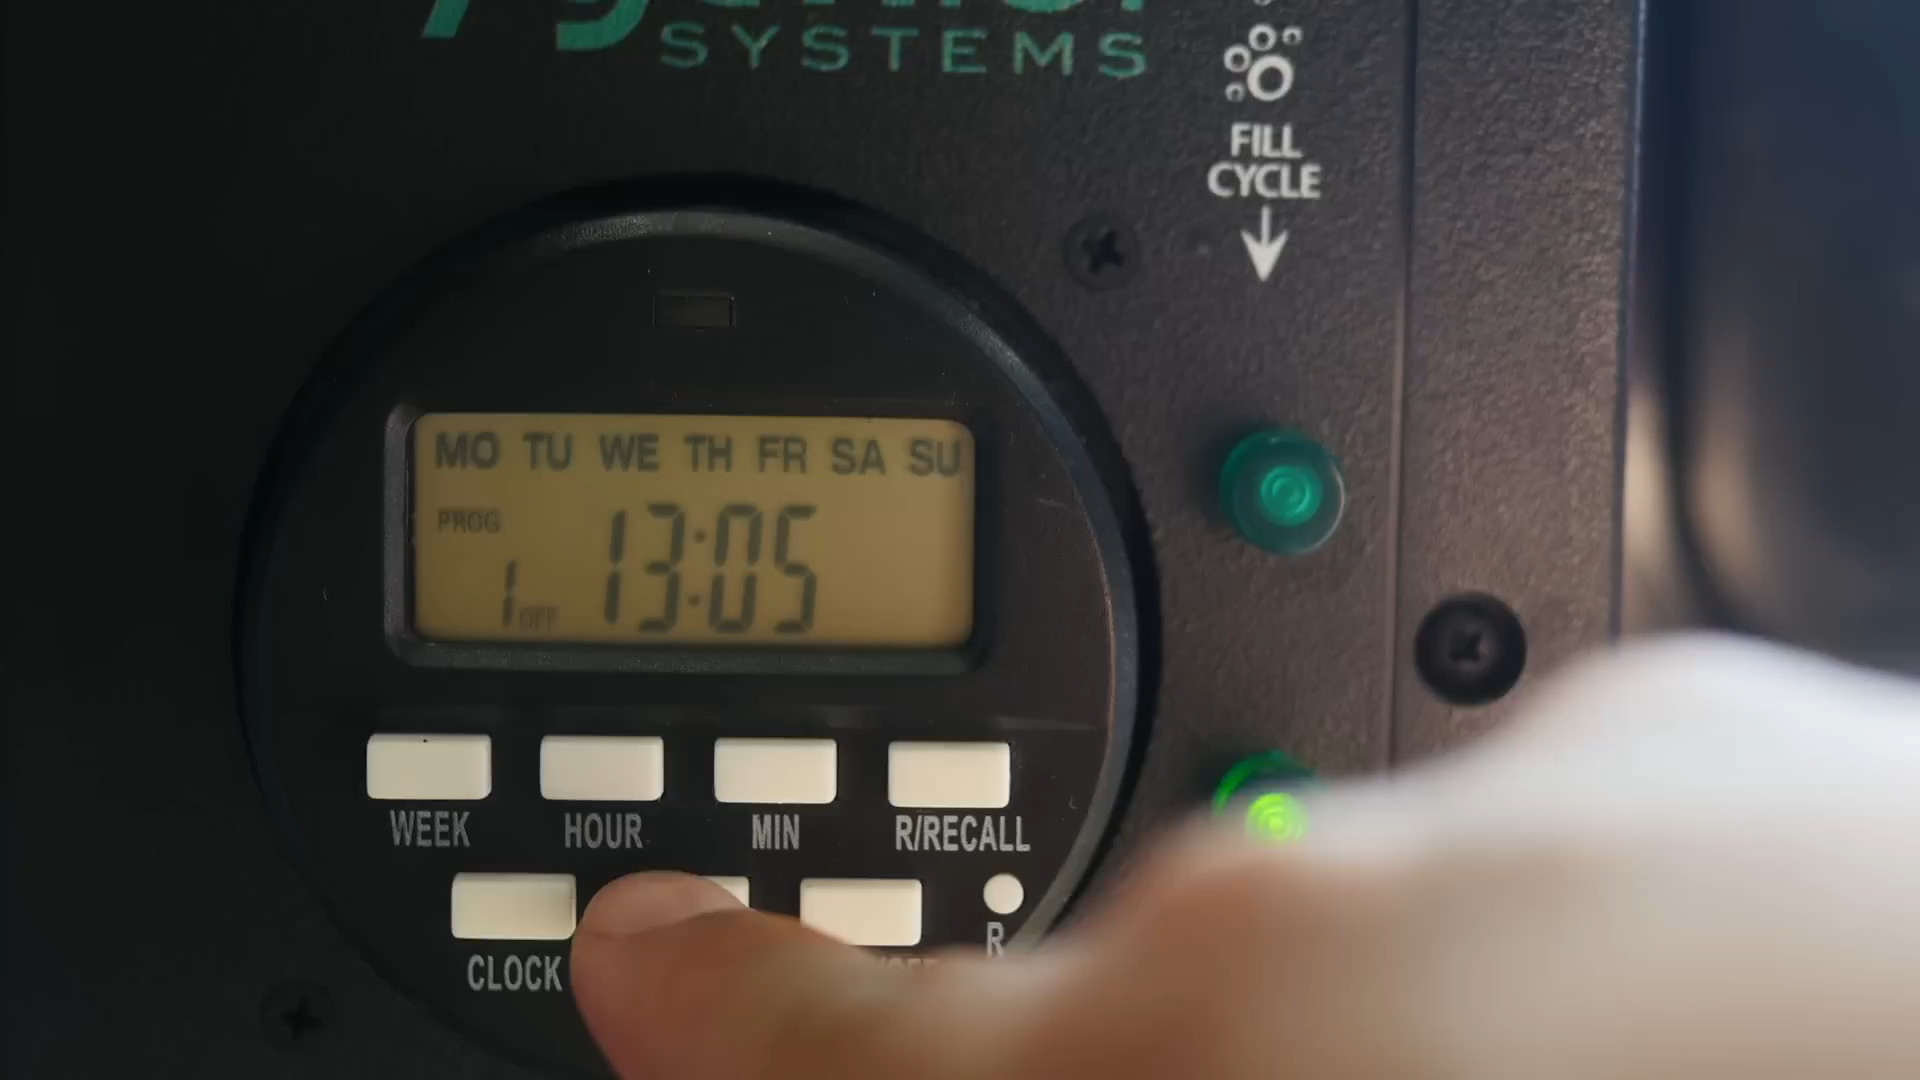 SYSTEMS
FILL
CYCLE
MO TU WE TH FR SA SU
PROG
1 OFF 13:05
WEEK HOUR MIN R/RECALL
CLOCK R